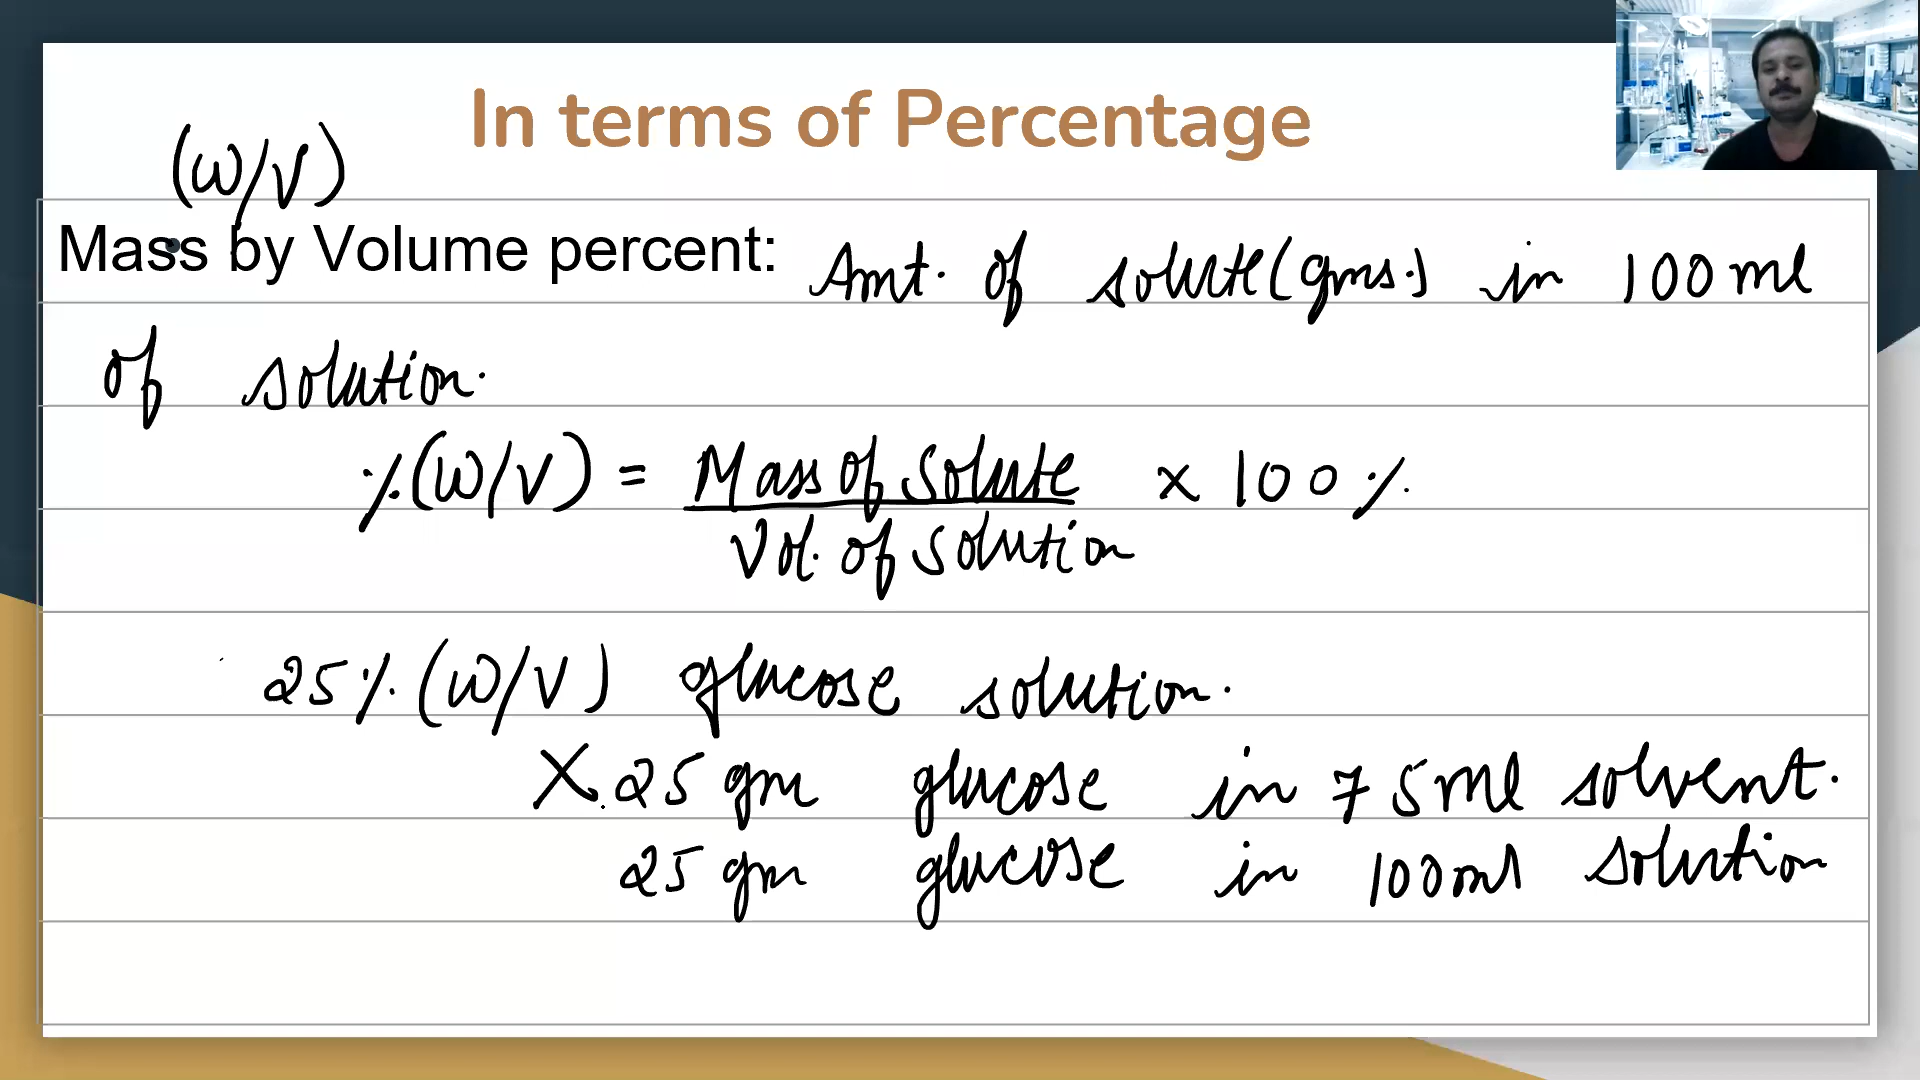 In terms of Percentage
(W/V)
Mass by Volume percent: Amt. of solute(gms.) in 100 ml
of solution.
%(W/V) = Mass of Solute × 100 %.
Vol. of Solution
25%(W/V) glucose solution.
X. 25 gm glucose in 75 ml solvent.
25 gm glucose in 100ml solution